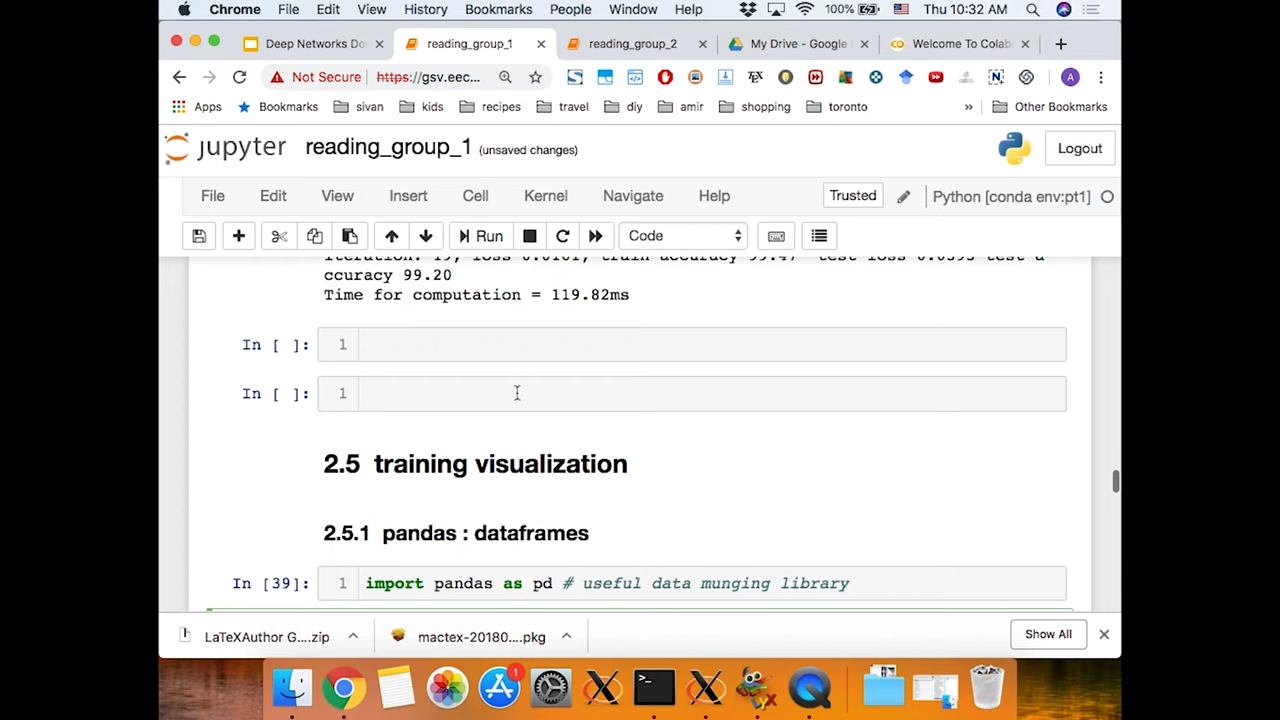 Chrome File Edit View History Bookmarks People Window Help 100% Thu 10:32 AM
Deep Networks Do reading_group_1 reading_group_2 My Drive - Google Welcome To Colab
Not Secure https://gsv.eec...
Apps Bookmarks sivan kids recipes travel diy amir shopping toronto » Other Bookmarks
jupyter reading_group_1 (unsaved changes) Logout
File Edit View Insert Cell Kernel Navigate Help Trusted Python [conda env:pt1]
Run Code
ccuracy 99.20
Time for computation = 119.82ms
In [ ]: 1
In [ ]: 1
2.5 training visualization
2.5.1 pandas : dataframes
In [39]: 1 import pandas as pd # useful data munging library
LaTeXAuthor G....zip mactex-20180....pkg Show All
1